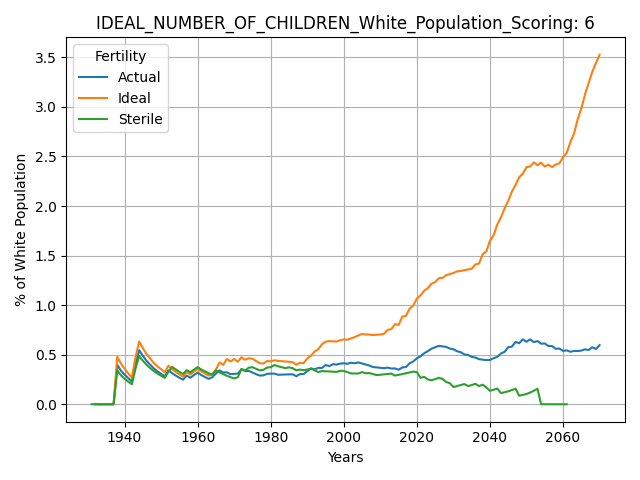 IDEAL_NUMBER_OF_CHILDREN_White_Population_Scoring: 6
Fertility
Actual
Ideal
Sterile
% of White Population
3.5
3.0
2.5
2.0
1.5
1.0
0.5
0.0
1940 1960 1980 2000 2020 2040 2060
Years